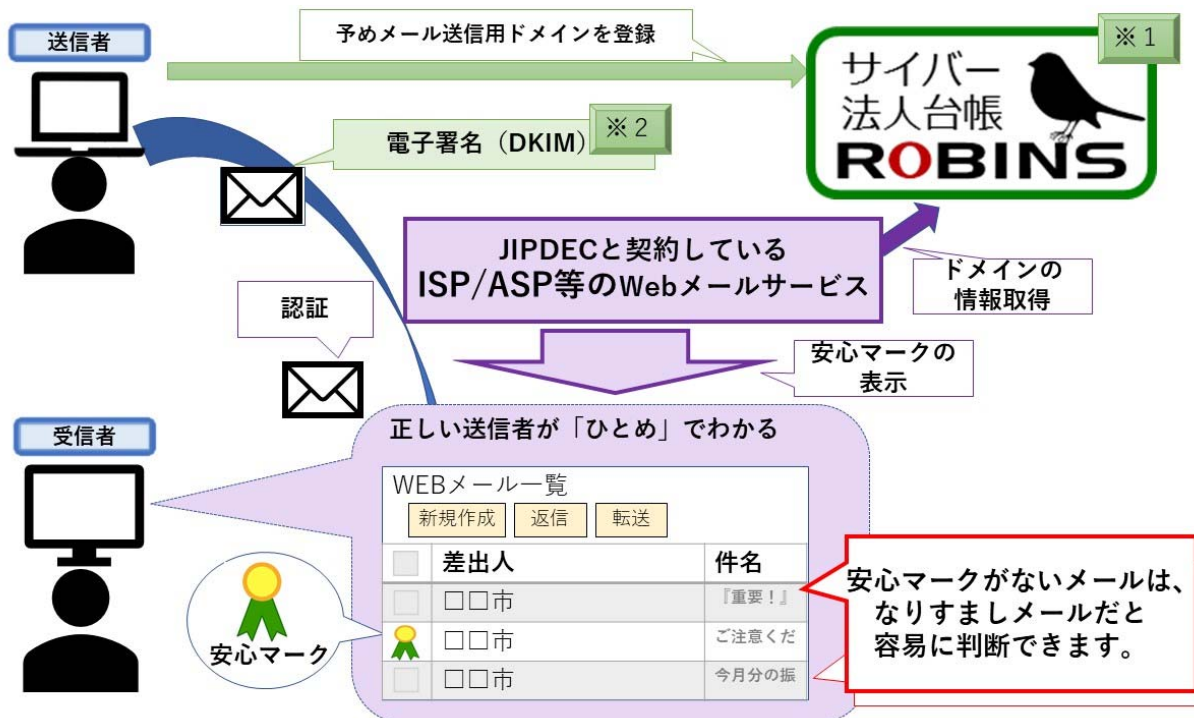 送信者
予めメール送信用ドメインを登録
※1
サイバー
法人台帳
ROBINS
電子署名（DKIM）
※2
JIPDECと契約している
ISP/ASP等のWebメールサービス
ドメインの
情報取得
認証
安心マークの
表示
受信者
正しい送信者が「ひとめ」でわかる
WEBメール一覧
新規作成 返信 転送
差出人 件名
□□市 『重要！』
□□市 ご注意くだ
□□市 今月分の振
安心マーク
安心マークがないメールは、
なりすましメールだと
容易に判断できます。